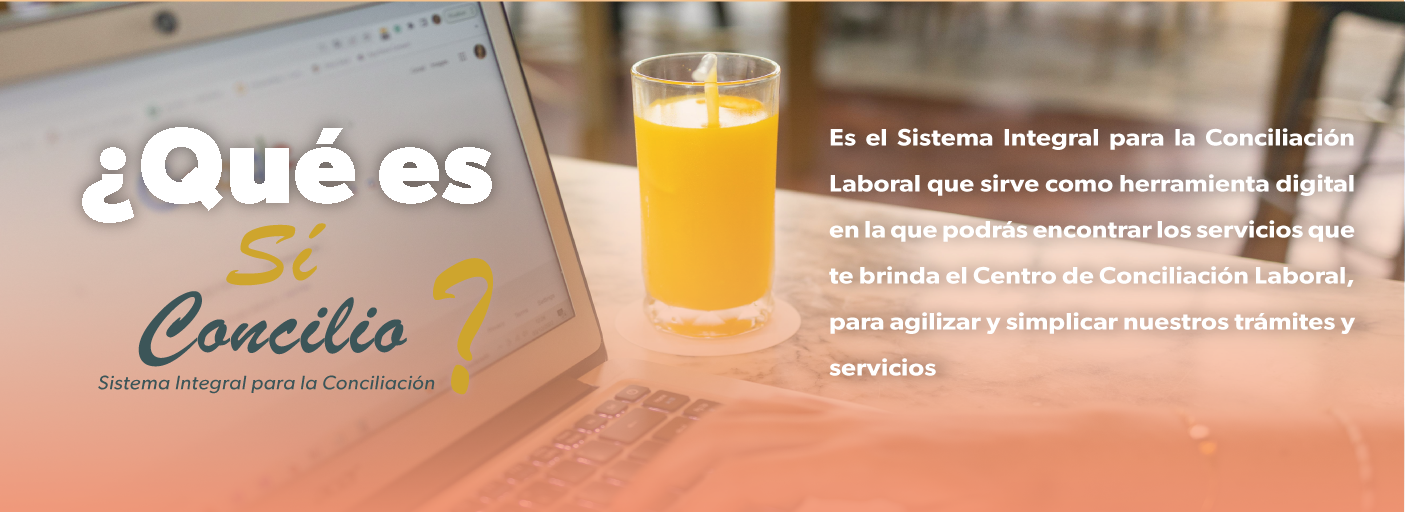 ¿Qué es
Sí
Concilio?
Sistema Integral para la Conciliación
Es el Sistema Integral para la Conciliación
Laboral que sirve como herramienta digital
en la que podrás encontrar los servicios que
te brinda el Centro de Conciliación Laboral,
para agilizar y simplicar nuestros trámites y
servicios